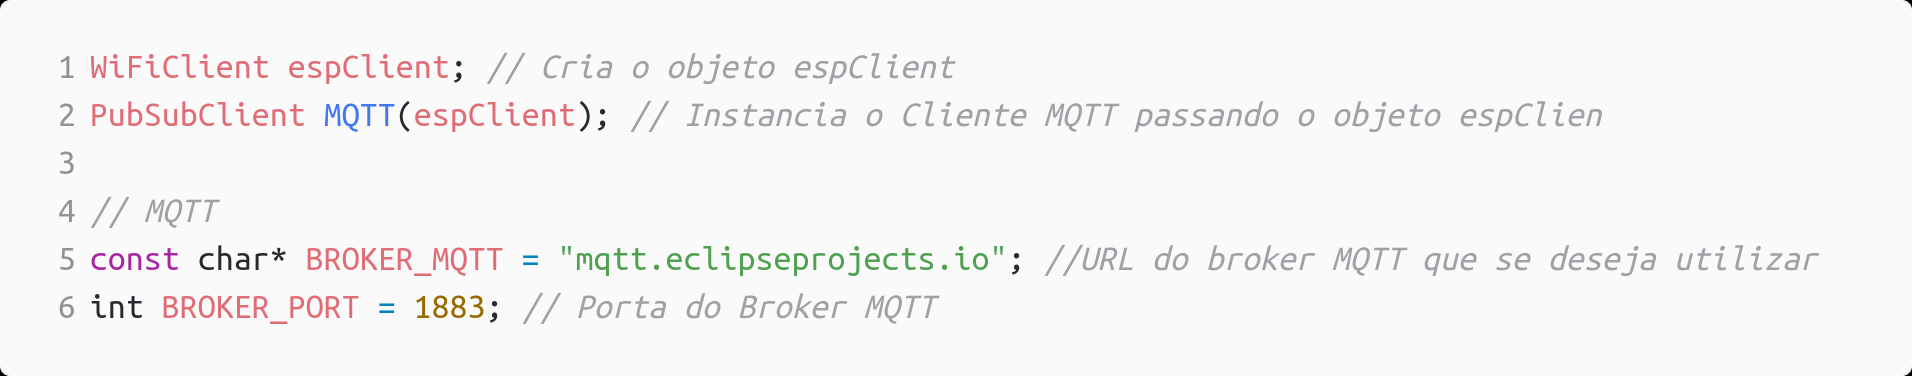 1 WiFiClient espClient; // Cria o objeto espClient
2 PubSubClient MQTT(espClient); // Instancia o Cliente MQTT passando o objeto espClien
3
4 // MQTT
5 const char* BROKER_MQTT = "mqtt.eclipseprojects.io"; //URL do broker MQTT que se deseja utilizar
6 int BROKER_PORT = 1883; // Porta do Broker MQTT